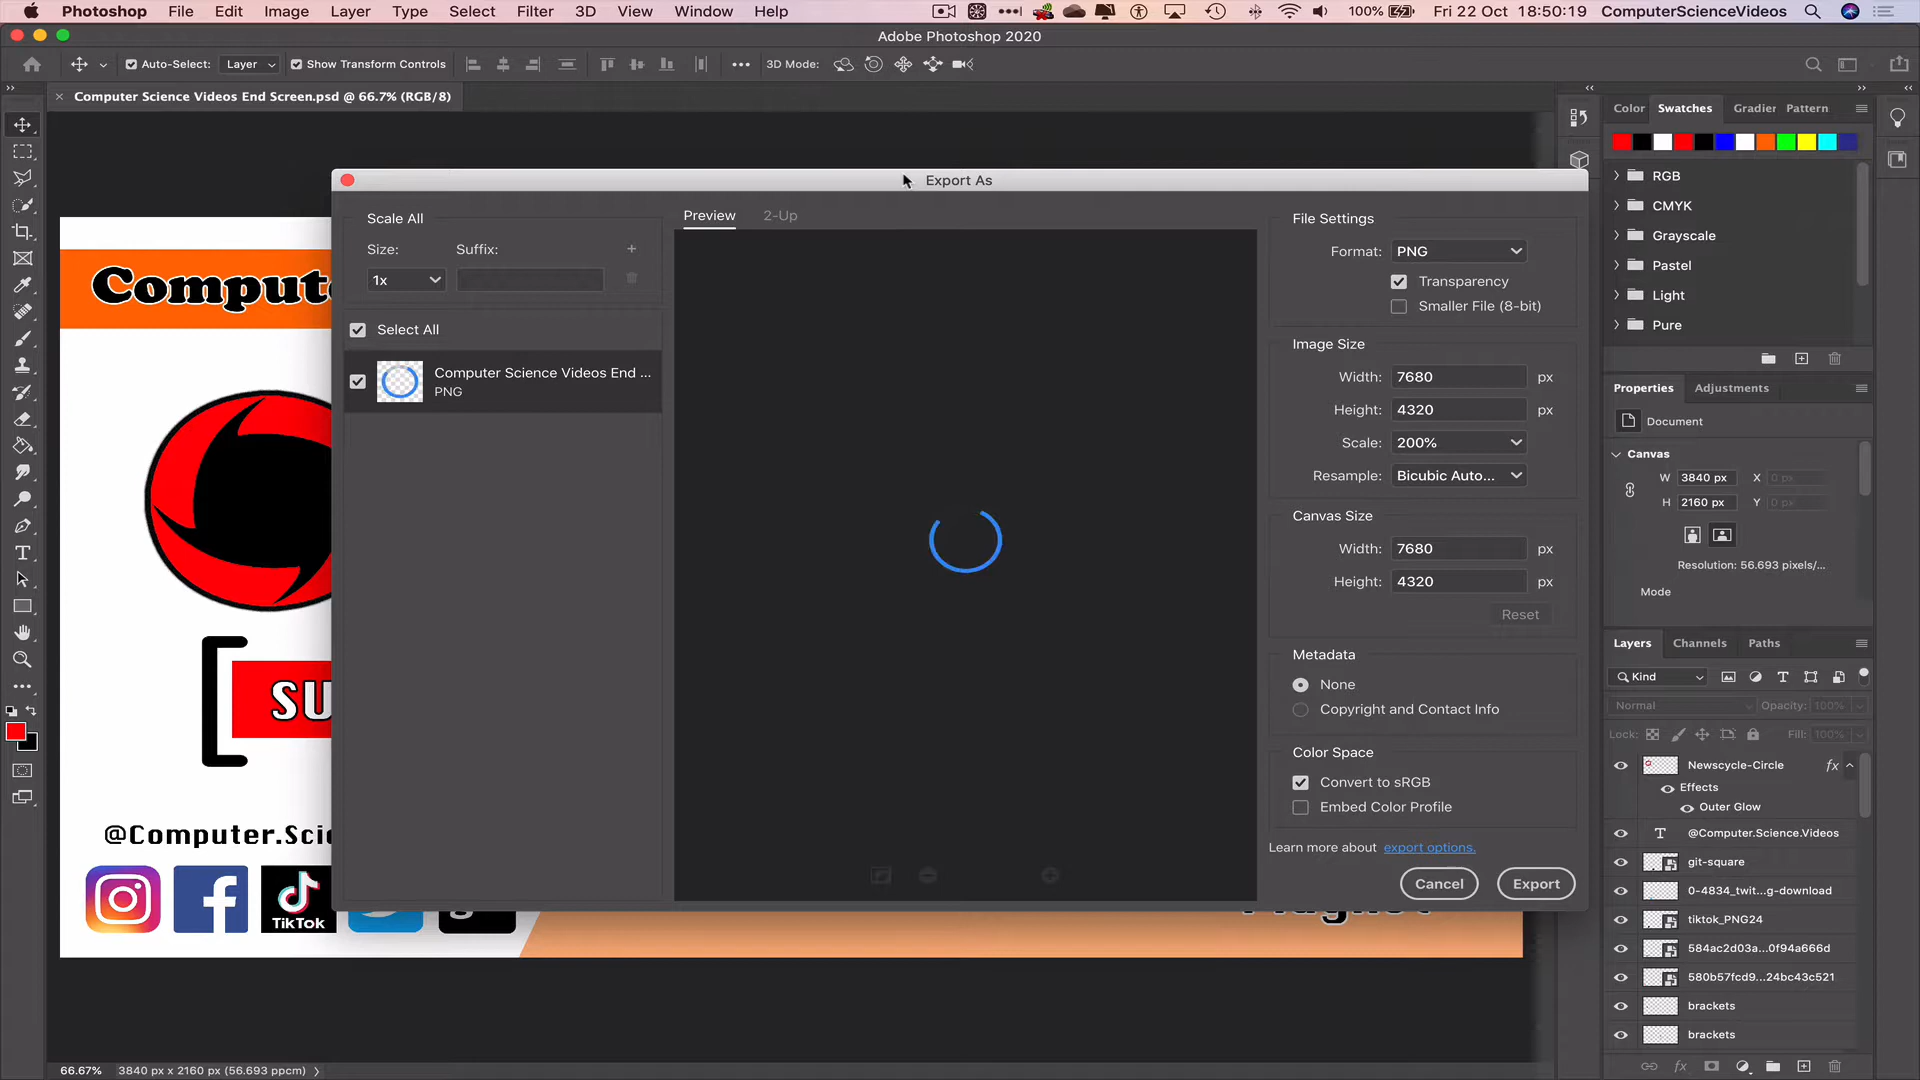 Photoshop File Edit Image Layer Type Select Filter 3D View Window Help 100% Fri 22 Oct 18:50:19 ComputerScienceVideos
Adobe Photoshop 2020
Auto-Select: Layer Show Transform Controls 3D Mode:
Computer Science Videos End Screen.psd @ 66.7% (RGB/8)
Color Swatches Gradier Pattern
RGB
CMYK
Grayscale
Pastel
Light
Pure
Export As
Scale All
Size: Suffix:
1x
Select All
Computer Science Videos End ...
PNG
Preview 2-Up
File Settings
Format: PNG
Transparency
Smaller File (8-bit)
Image Size
Width: 7680 px
Height: 4320 px
Scale: 200%
Resample: Bicubic Auto...
Canvas Size
Width: 7680 px
Height: 4320 px
Reset
Metadata
None
Copyright and Contact Info
Color Space
Convert to sRGB
Embed Color Profile
Learn more about export options.
Cancel Export
Properties Adjustments
Document
Canvas
W 3840 px X 0 px
H 2160 px Y 0 px
Resolution: 56.693 pixels/...
Mode
Layers Channels Paths
Kind
Normal Opacity: 100%
Lock: Fill: 100%
Newscycle-Circle fx
Effects
Outer Glow
T @Computer.Science.Videos
git-square
0-4834_twit...g-download
tiktok_PNG24
584ac2d03a...0f94a666d
580b57fcd9...24bc43c521
brackets
brackets
fx
Compute
SU
@Computer.Scie
TikTok
66.67% 3840 px x 2160 px (56.693 ppcm)